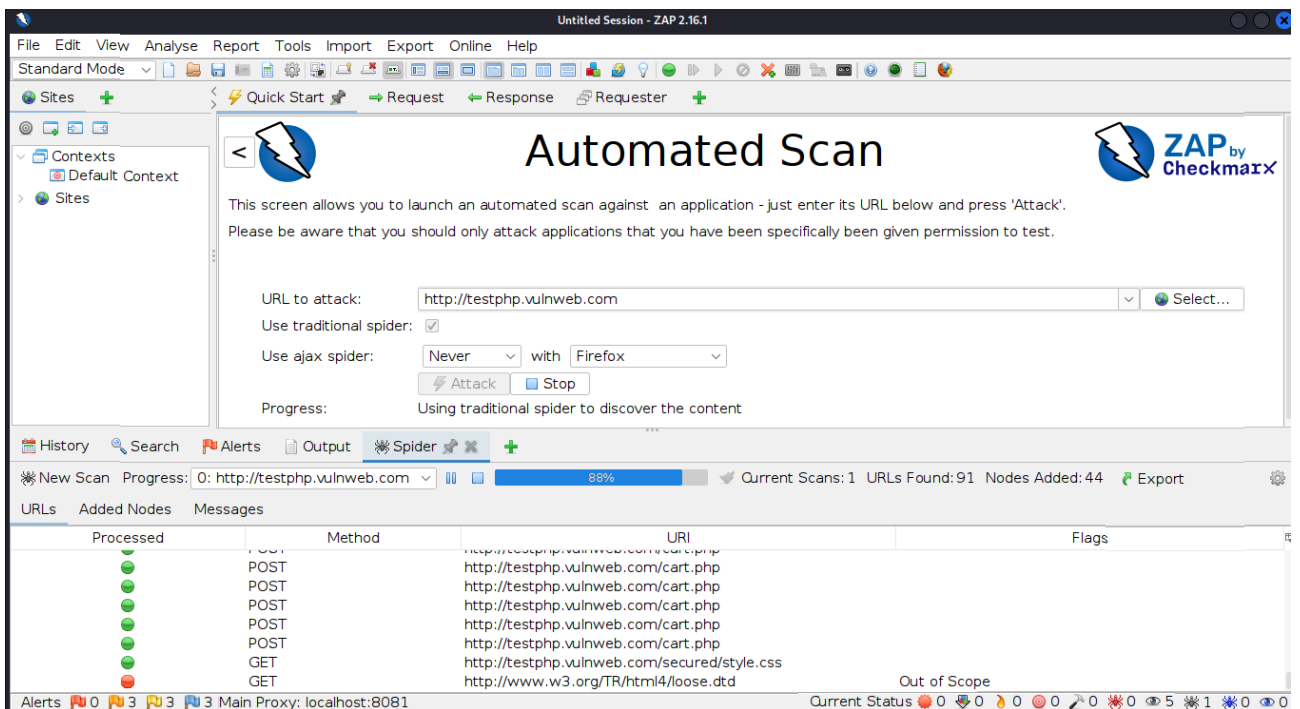 Untitled Session - ZAP 2.16.1
File Edit View Analyse Report Tools Import Export Online Help
Standard Mode
Sites
Quick Start Request Response Requester
Contexts
Default Context
Sites
<
Automated Scan
ZAP by
Checkmarx
This screen allows you to launch an automated scan against an application - just enter its URL below and press 'Attack'.
Please be aware that you should only attack applications that you have been specifically been given permission to test.
URL to attack: http://testphp.vulnweb.com Select...
Use traditional spider:
Use ajax spider: Never with Firefox
Attack Stop
Progress: Using traditional spider to discover the content
History Search Alerts Output Spider
New Scan Progress: 0: http://testphp.vulnweb.com 88% Current Scans: 1 URLs Found: 91 Nodes Added: 44 Export
URLs Added Nodes Messages
Processed Method URI Flags
POST http://testphp.vulnweb.com/cart.php
POST http://testphp.vulnweb.com/cart.php
POST http://testphp.vulnweb.com/cart.php
POST http://testphp.vulnweb.com/cart.php
POST http://testphp.vulnweb.com/cart.php
POST http://testphp.vulnweb.com/cart.php
GET http://testphp.vulnweb.com/secured/style.css
GET http://www.w3.org/TR/html4/loose.dtd Out of Scope
Alerts 0 3 3 3 Main Proxy: localhost:8081 Current Status 0 0 0 0 0 0 5 1 0 0